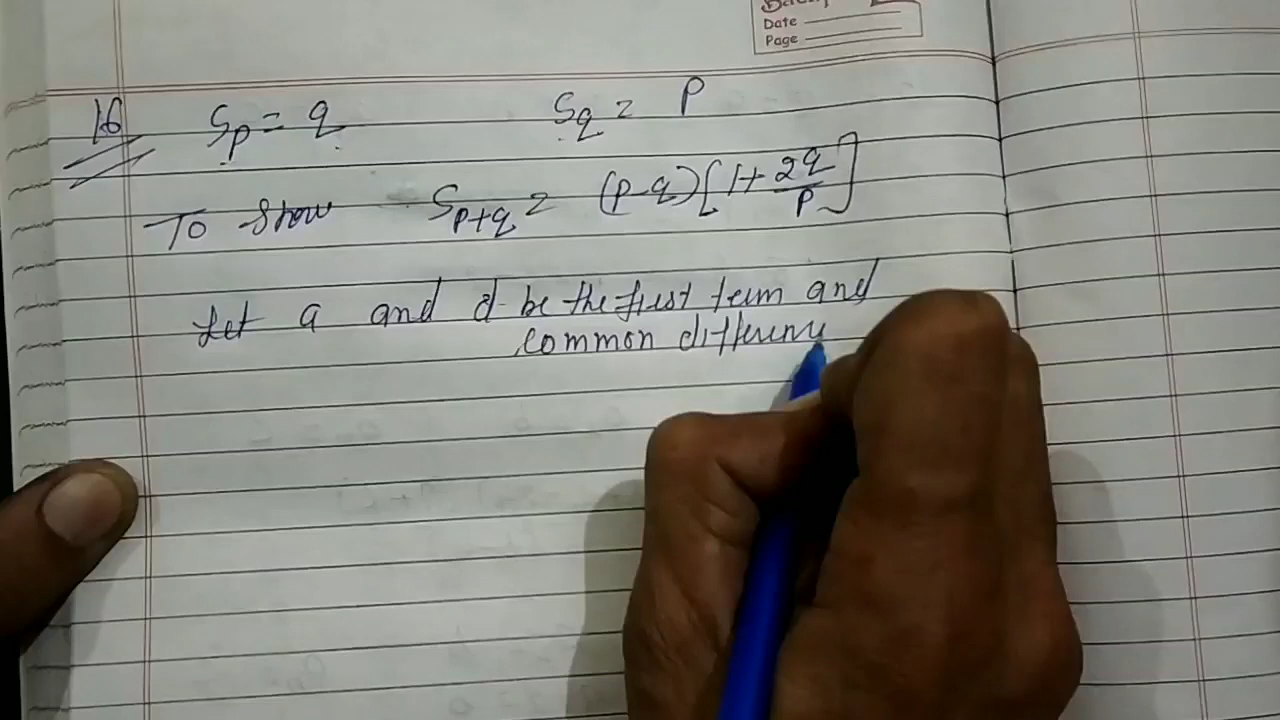 Date
Page
16 Sp = q Sq = p
To show Sp+q = (p-q)[1+2q/p]
Let a and d be the first term and
common difference